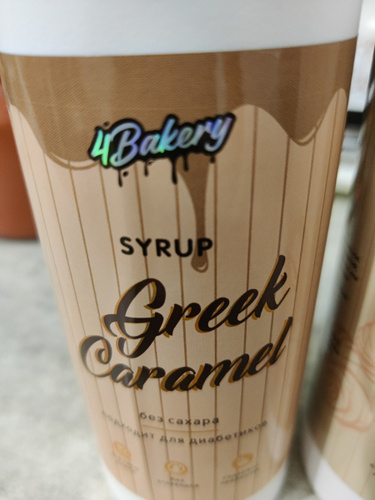 4Bakery
SYRUP
Greek
Caramel
без сахара
подходит для диабетиков